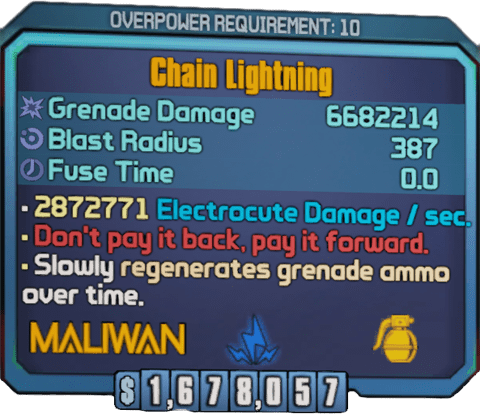 OVERPOWER REQUIREMENT: 10
Chain Lightning
Grenade Damage 6682214
Blast Radius 387
Fuse Time 0.0
• 2872771 Electrocute Damage / sec.
• Don't pay it back, pay it forward.
• Slowly regenerates grenade ammo
over time.
MALIWAN
$ 1,678,057